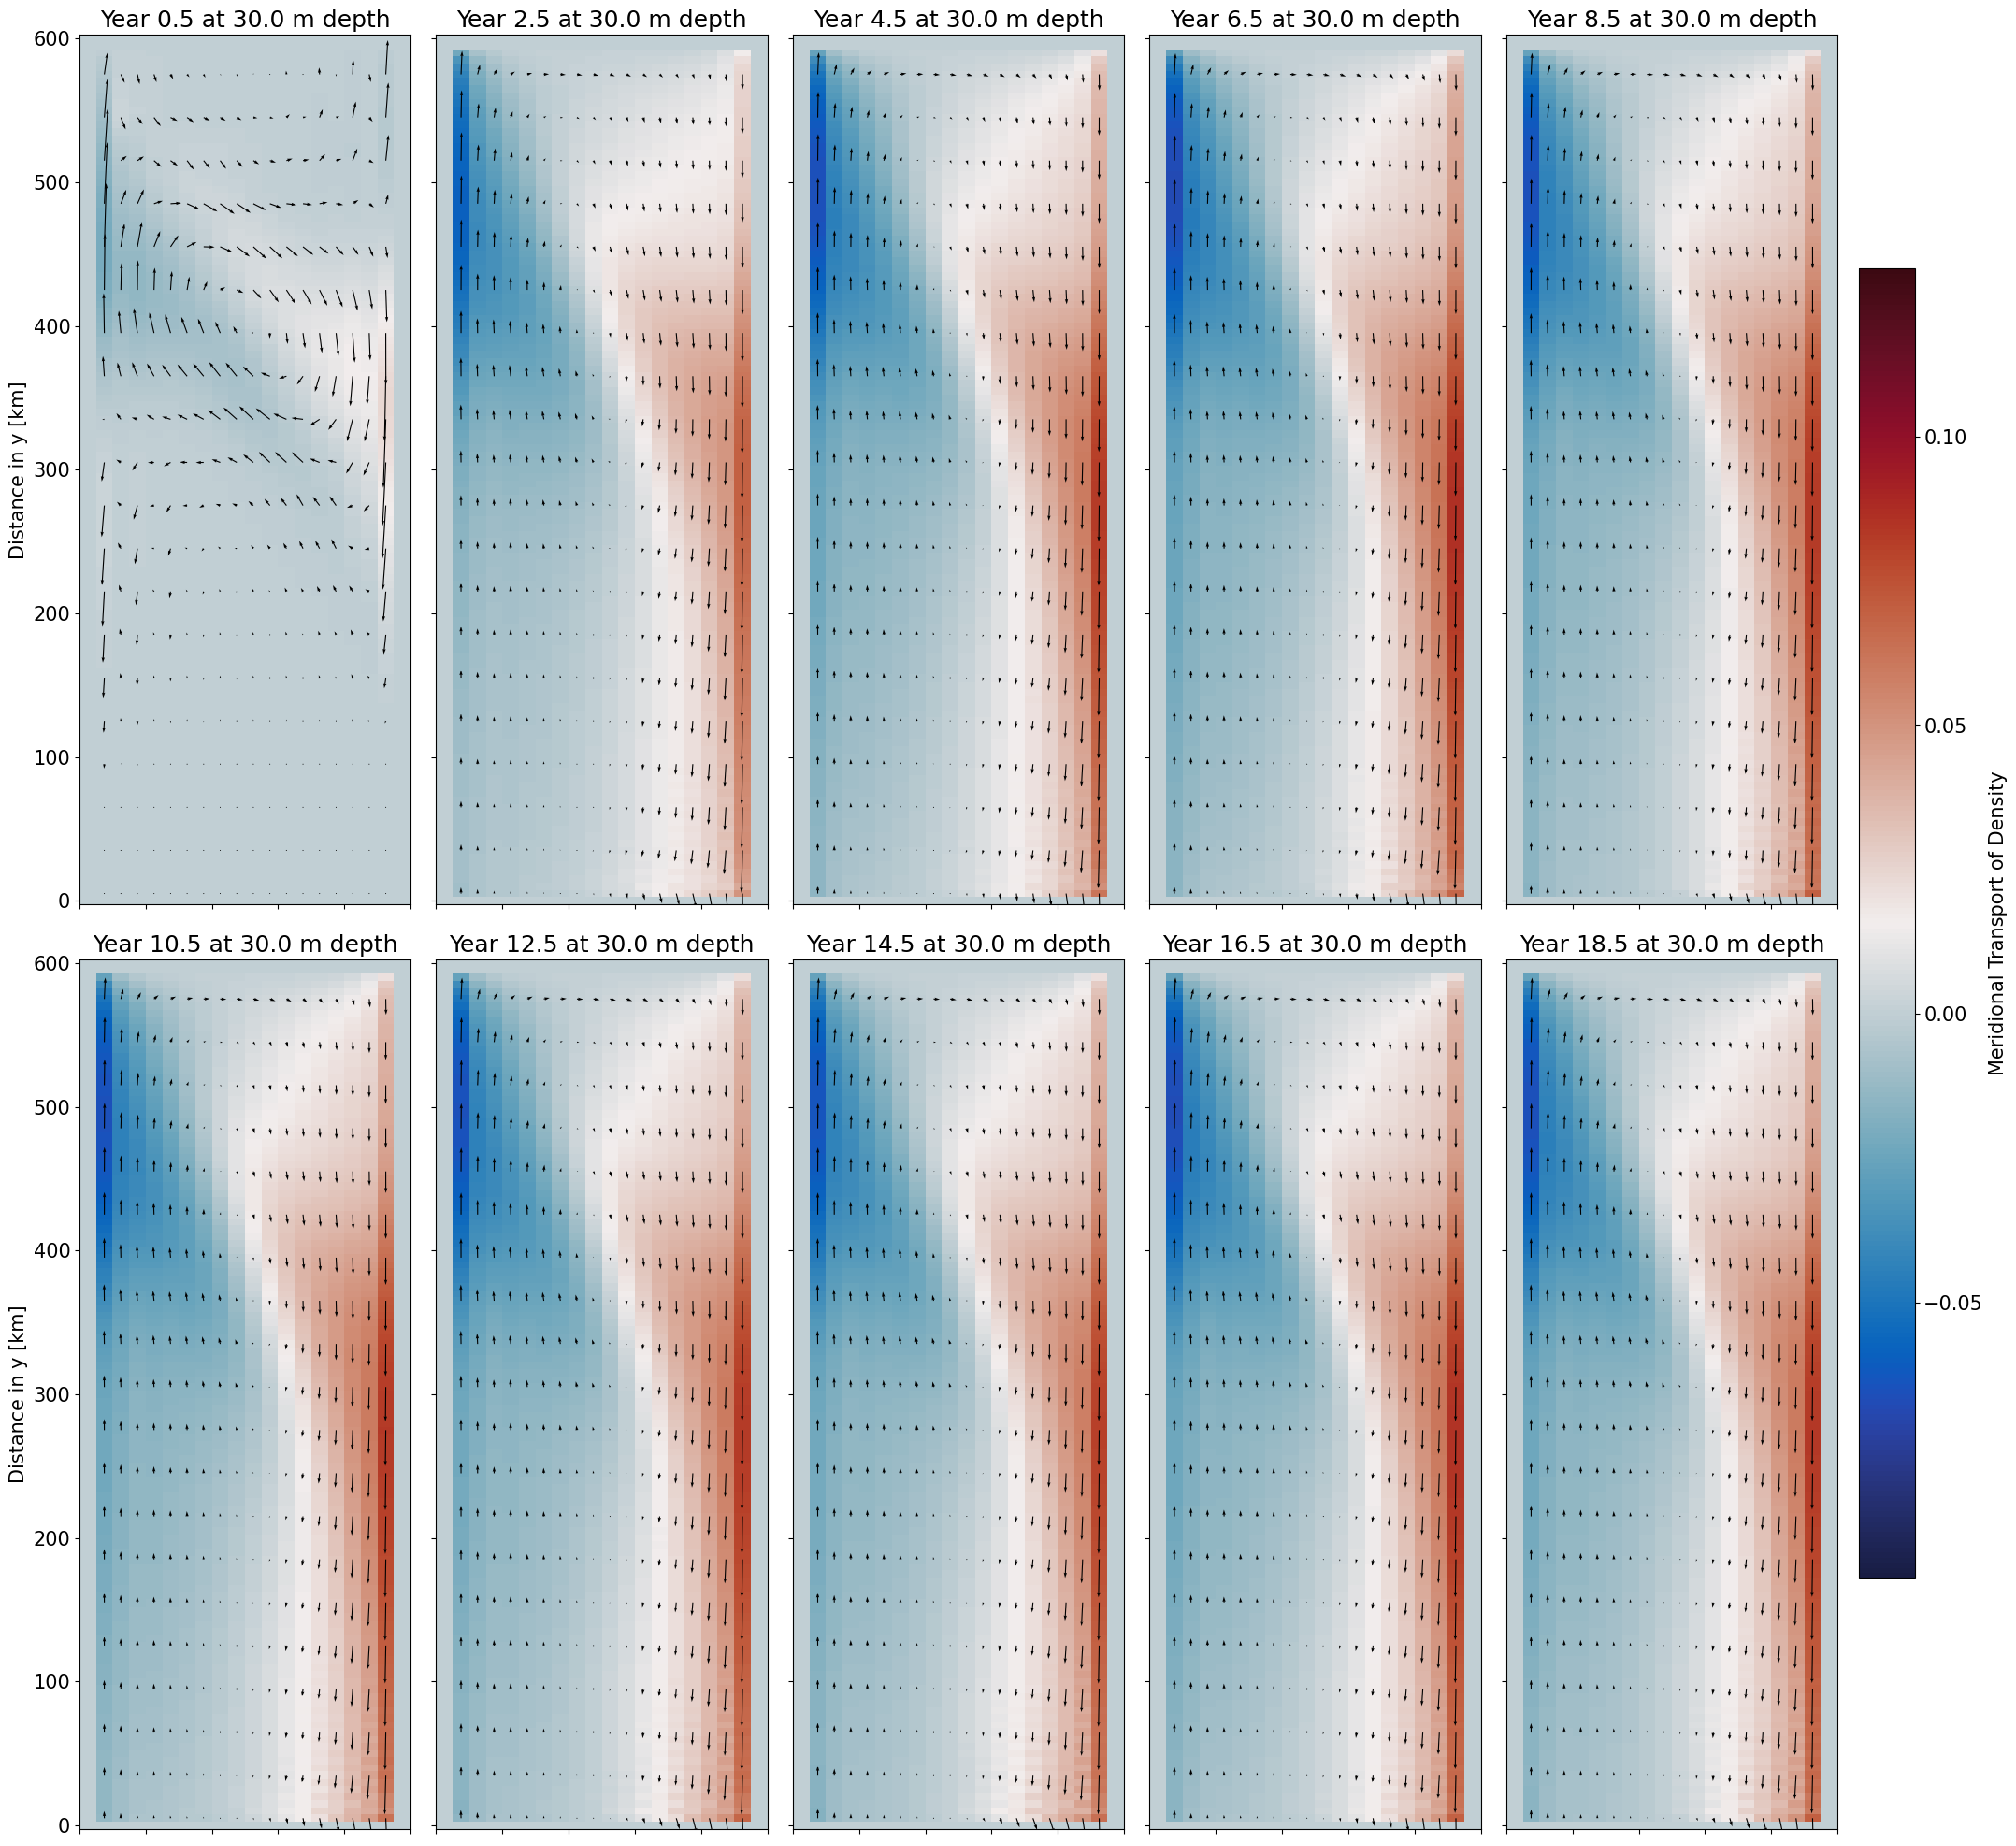 Year 0.5 at 30.0 m depth
Year 2.5 at 30.0 m depth
Year 4.5 at 30.0 m depth
Year 6.5 at 30.0 m depth
Year 8.5 at 30.0 m depth
600
500
400
300
200
100
0
Distance in y [km]
Year 10.5 at 30.0 m depth
Year 12.5 at 30.0 m depth
Year 14.5 at 30.0 m depth
Year 16.5 at 30.0 m depth
Year 18.5 at 30.0 m depth
600
500
400
300
200
100
0
Distance in y [km]
0.10
0.05
0.00
−0.05
Meridional Transport of Density